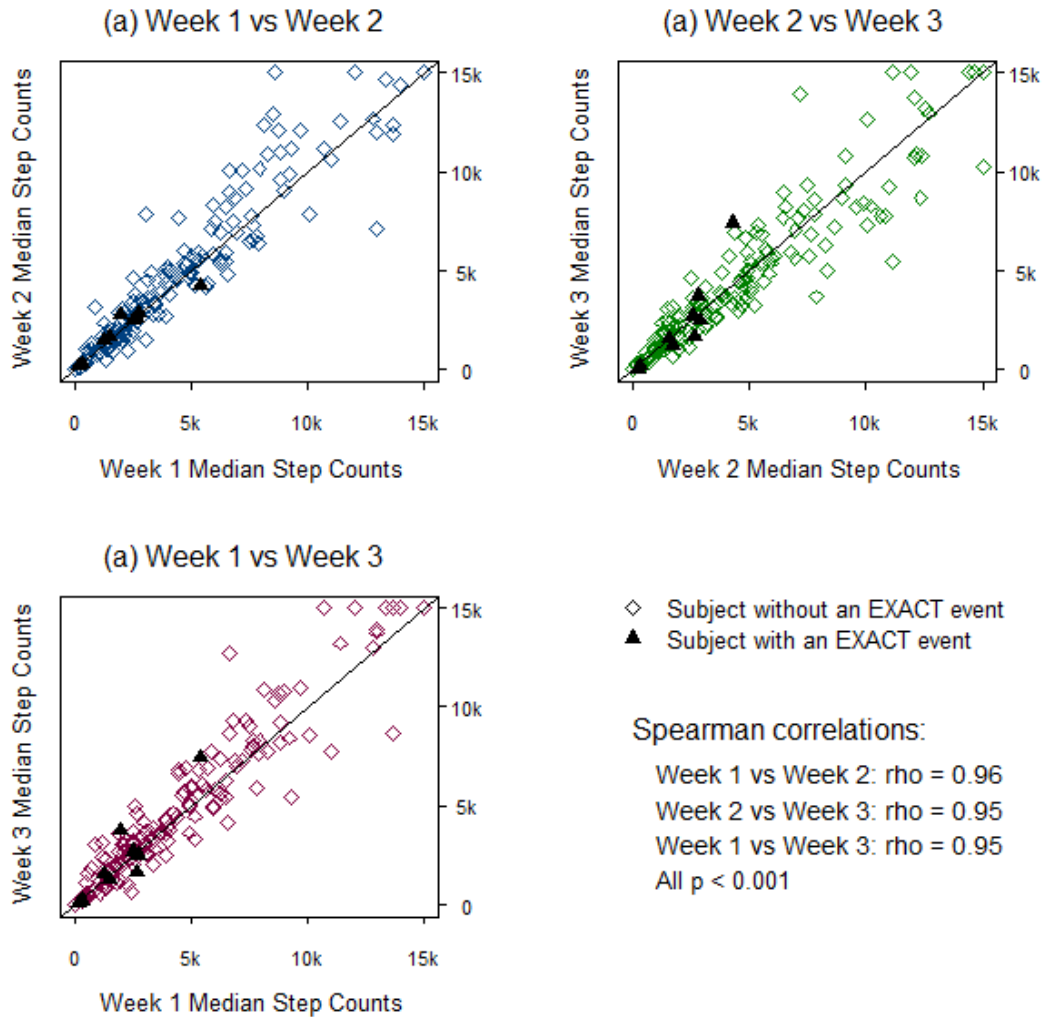 (a) Week 1 vs Week 2
Week 2 Median Step Counts
15k
10k
5k
0
0 5k 10k 15k
Week 1 Median Step Counts
(a) Week 2 vs Week 3
Week 3 Median Step Counts
15k
10k
5k
0
0 5k 10k 15k
Week 2 Median Step Counts
(a) Week 1 vs Week 3
Week 3 Median Step Counts
15k
10k
5k
0
0 5k 10k 15k
Week 1 Median Step Counts
Subject without an EXACT event
Subject with an EXACT event
Spearman correlations:
Week 1 vs Week 2: rho = 0.96
Week 2 vs Week 3: rho = 0.95
Week 1 vs Week 3: rho = 0.95
All p < 0.001